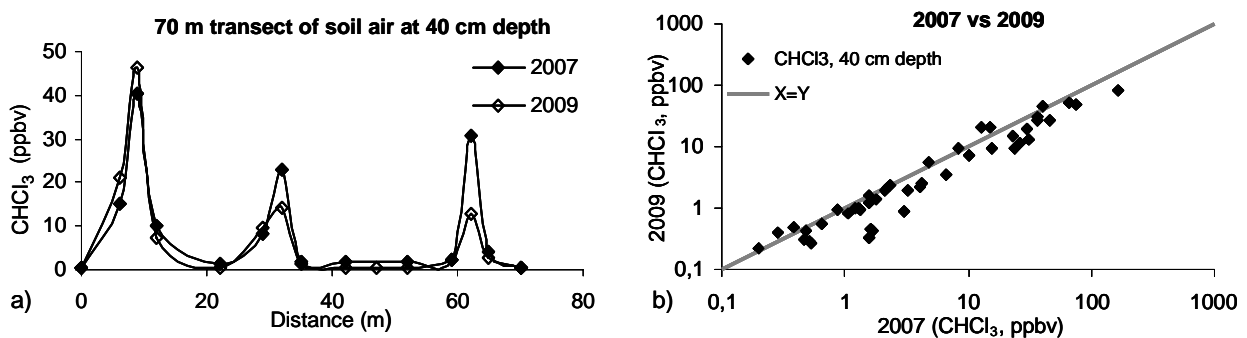 70 m transect of soil air at 40 cm depth
50
40
30
20
10
0
CHCl₃ (ppbv)
2007
2009
0 20 40 60 80
Distance (m)
a)
2007 vs 2009
1000
100
10
1
0,1
2009 (CHCl₃, ppbv)
CHCl3, 40 cm depth
X=Y
0,1 1 10 100 1000
2007 (CHCl₃, ppbv)
b)